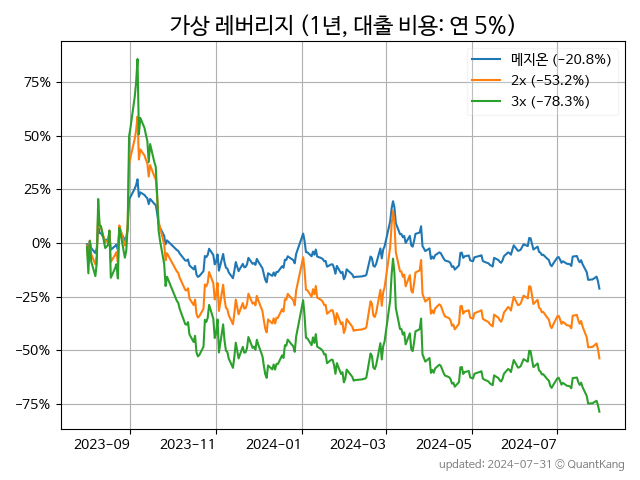 가상 레버리지 (1년, 대출 비용: 연 5%)
메지온 (-20.8%)
2x (-53.2%)
3x (-78.3%)
75%
50%
25%
0%
−25%
−50%
−75%
2023-09
2023-11
2024-01
2024-03
2024-05
2024-07
updated: 2024-07-31 © QuantKang